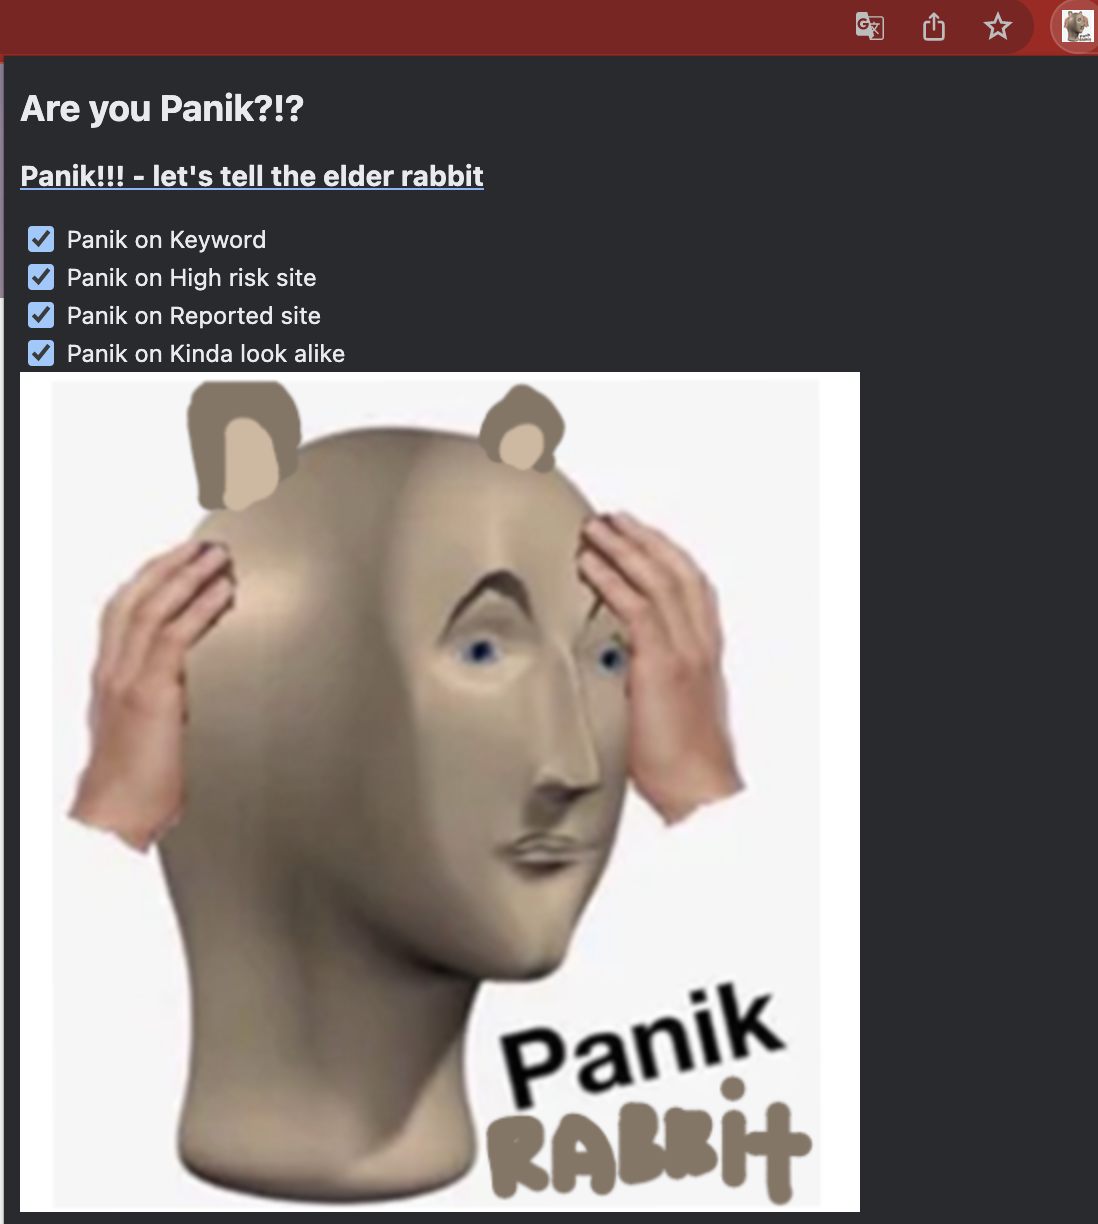 Are you Panik?!?
Panik!!! - let's tell the elder rabbit
Panik on Keyword
Panik on High risk site
Panik on Reported site
Panik on Kinda look alike
Panik
RABBiT